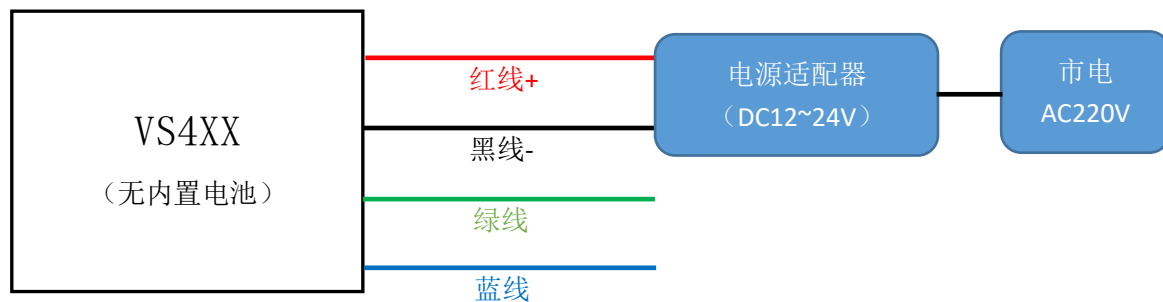 VS4XX
（无内置电池）
红线+
黑线-
绿线
蓝线
电源适配器
（DC12~24V）
市电
AC220V